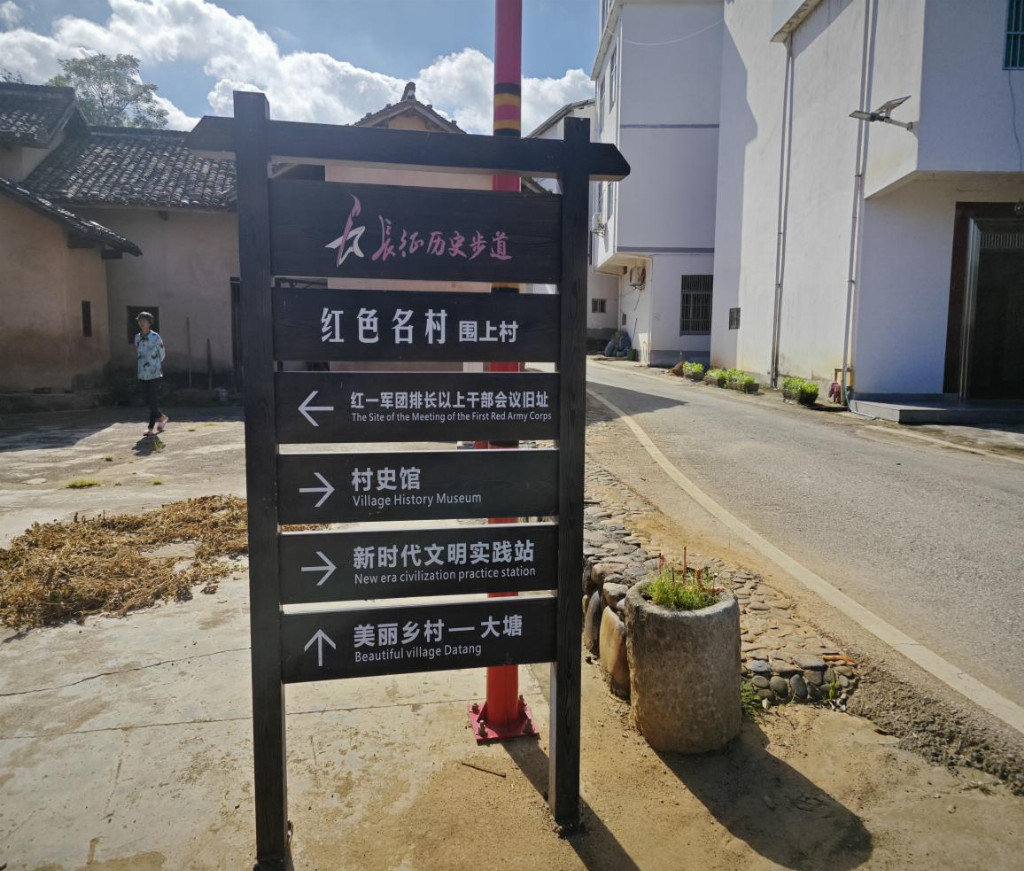 長征历史步道
红色名村 围上村
红一军团排长以上干部会议旧址
The Site of the Meeting of the First Red Army Corps
村史馆
Village History Museum
新时代文明实践站
New era civilization practice station
美丽乡村一大塘
Beautiful village Datang